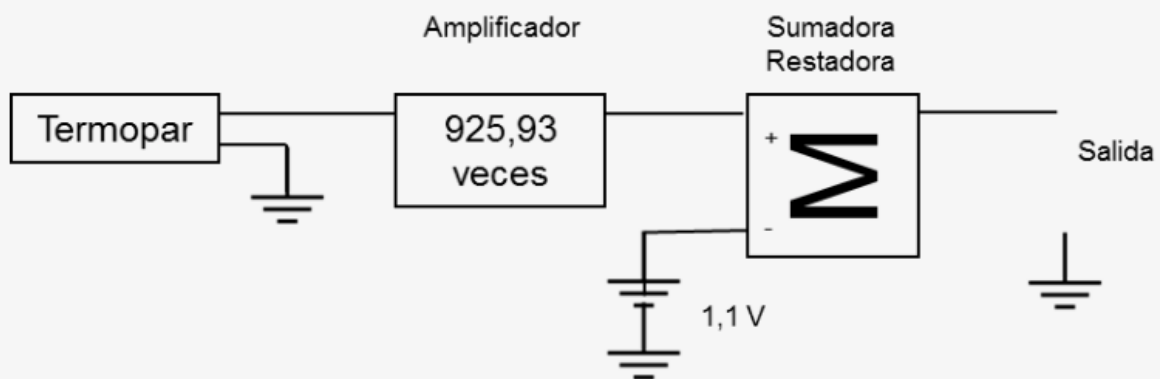 Amplificador
Sumadora
Restadora
Termopar
925,93
veces
+
-
M
Salida
1,1 V